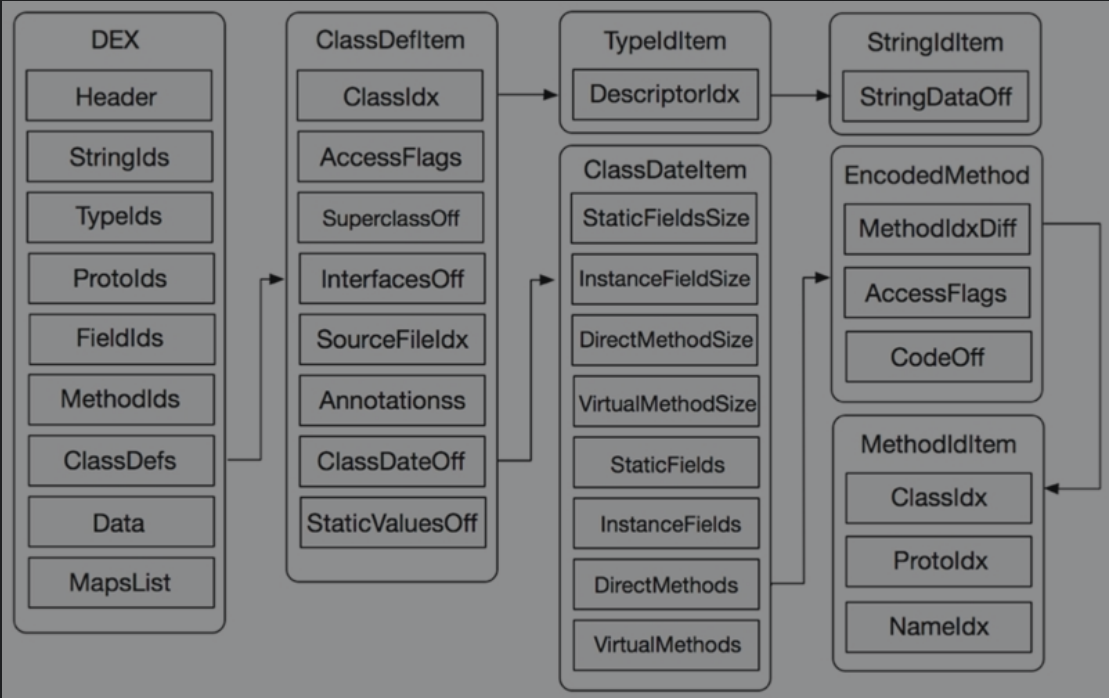 DEX
Header
StringIds
TypeIds
ProtoIds
FieldIds
MethodIds
ClassDefs
Data
MapsList
ClassDefItem
ClassIdx
AccessFlags
SuperclassOff
InterfacesOff
SourceFileIdx
Annotationss
ClassDateOff
StaticValuesOff
TypeIdItem
DescriptorIdx
ClassDateItem
StaticFieldsSize
InstanceFieldSize
DirectMethodSize
VirtualMethodSize
StaticFields
InstanceFields
DirectMethods
VirtualMethods
StringIdItem
StringDataOff
EncodedMethod
MethodIdxDiff
AccessFlags
CodeOff
MethodIdItem
ClassIdx
ProtoIdx
NameIdx